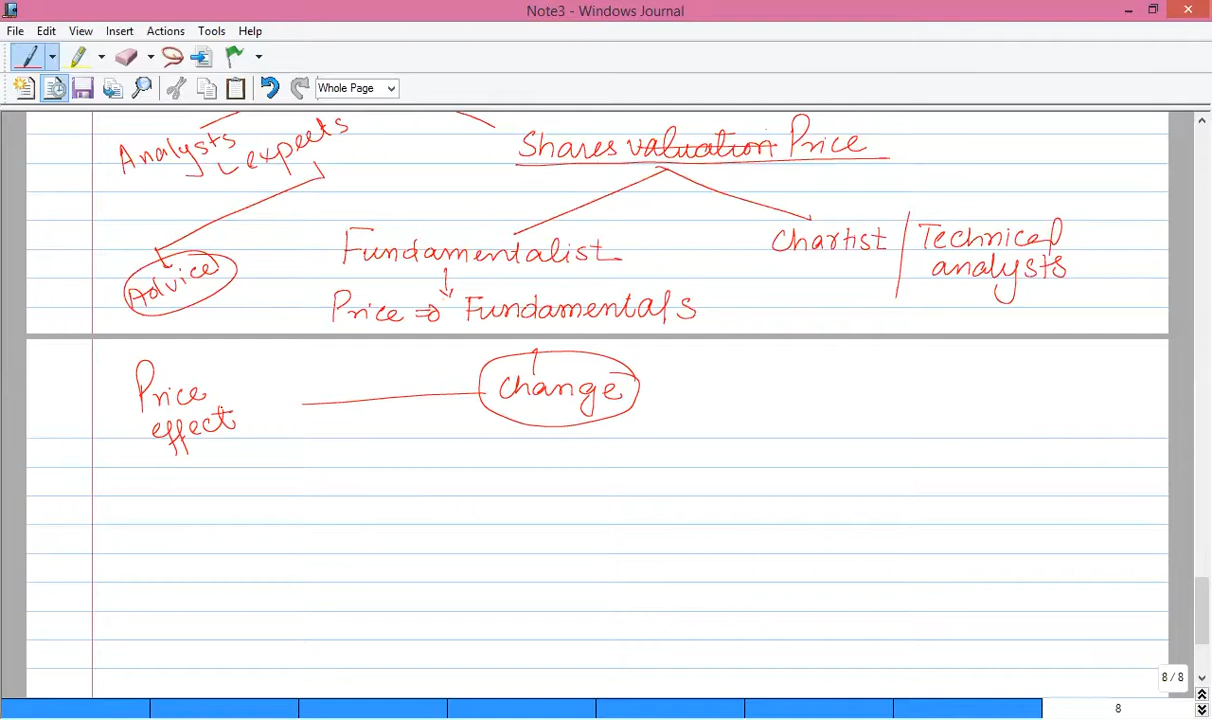 Note3 - Windows Journal
File Edit View Insert Actions Tools Help
Whole Page
Analysts
expeets
Shares valuation Price
Advice
Fundamentalist
Chartist
Technical
analysts
Price ⇒ Fundamentals
Price
effect
change
8 / 8
8